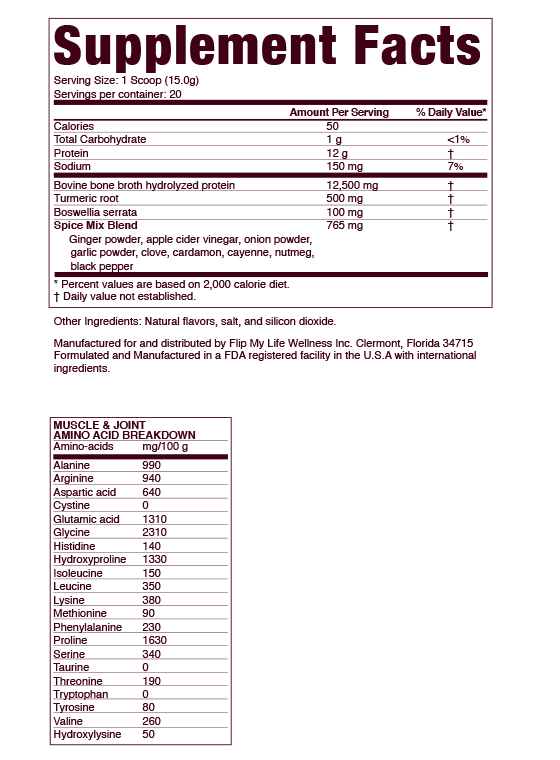 Supplement Facts
Serving Size: 1 Scoop (15.0g)
Servings per container: 20
Amount Per Serving % Daily Value*
Calories 50
Total Carbohydrate 1 g <1%
Protein 12 g †
Sodium 150 mg 7%
Bovine bone broth hydrolyzed protein 12,500 mg †
Turmeric root 500 mg †
Boswellia serrata 100 mg †
Spice Mix Blend 765 mg †
Ginger powder, apple cider vinegar, onion powder,
garlic powder, clove, cardamon, cayenne, nutmeg,
black pepper
* Percent values are based on 2,000 calorie diet.
† Daily value not established.
Other Ingredients: Natural flavors, salt, and silicon dioxide.
Manufactured for and distributed by Flip My Life Wellness Inc. Clermont, Florida 34715
Formulated and Manufactured in a FDA registered facility in the U.S.A with international
ingredients.
MUSCLE & JOINT
AMINO ACID BREAKDOWN
Amino-acids mg/100 g
Alanine 990
Arginine 940
Aspartic acid 640
Cystine 0
Glutamic acid 1310
Glycine 2310
Histidine 140
Hydroxyproline 1330
Isoleucine 150
Leucine 350
Lysine 380
Methionine 90
Phenylalanine 230
Proline 1630
Serine 340
Taurine 0
Threonine 190
Tryptophan 0
Tyrosine 80
Valine 260
Hydroxylysine 50